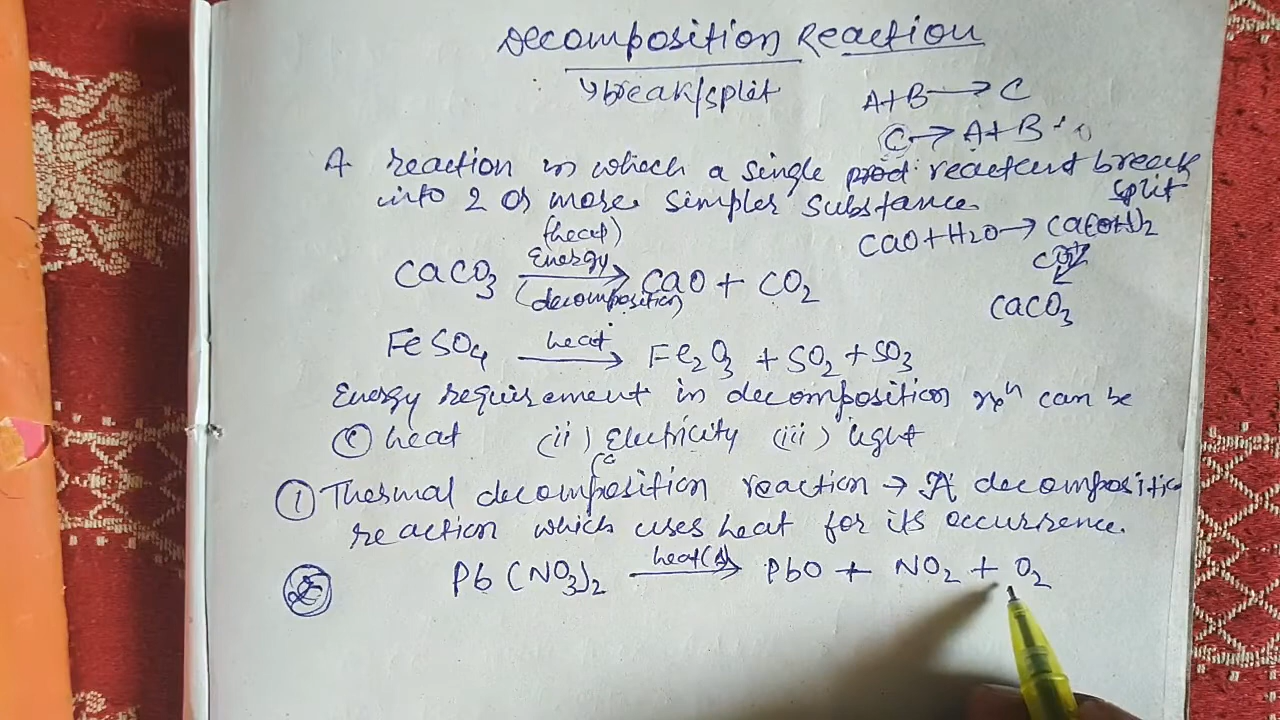 Decomposition Reaction
↳ break/split
A+B → C
C → A+B
A reaction in which a single reactant break
split
into 2 or more simpler substance.
CaO+H2O → Ca(OH)2
CO2
CaCO3
(heat)
Energy
CaCO3 → CaO + CO2
(decomposition)
heat
FeSO4 → Fe2O3 + SO2 + SO3
Energy requirement in decomposition rxn can be
heat (ii) Electricity (iii) light
① Thermal decomposition reaction → A decomposition
reaction which uses heat for its occurrence.
heat(Δ)
Pb(NO3)2 → PbO + NO2 + O2